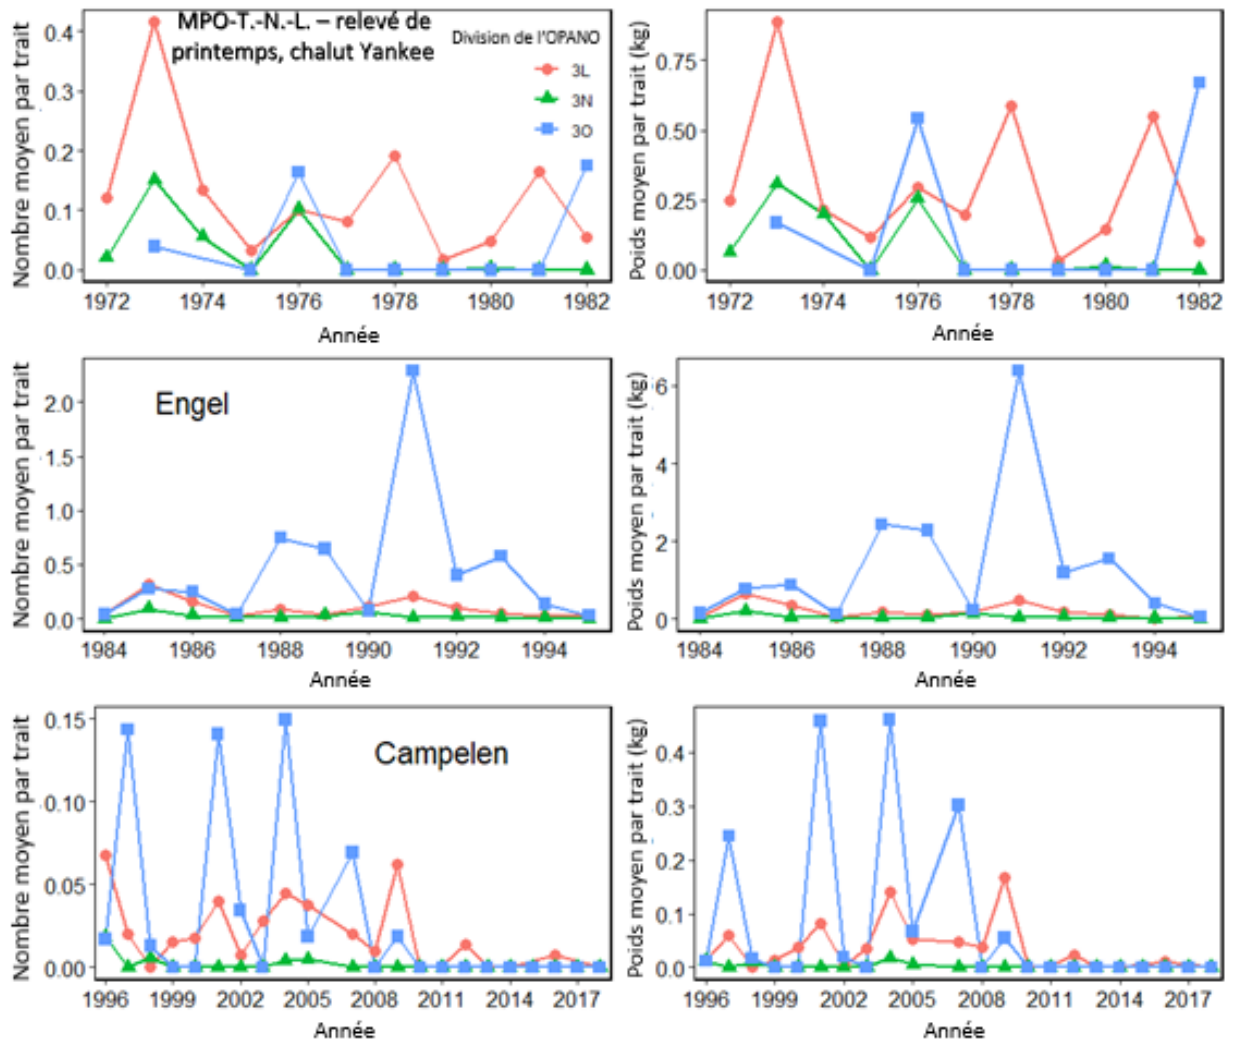 MPO-T.-N.-L. – relevé de
printemps, chalut Yankee
Division de l'OPANO
3L
3N
3O
Nombre moyen par trait
0.4
0.3
0.2
0.1
0.0
1972 1974 1976 1978 1980 1982
Année
Poids moyen par trait (kg)
0.75
0.50
0.25
0.00
1972 1974 1976 1978 1980 1982
Année
Engel
Nombre moyen par trait
2.0
1.5
1.0
0.5
0.0
1984 1986 1988 1990 1992 1994
Année
Poids moyen par trait (kg)
6
4
2
0
1984 1986 1988 1990 1992 1994
Année
Campelen
Nombre moyen par trait
0.15
0.10
0.05
0.00
1996 1999 2002 2005 2008 2011 2014 2017
Année
Poids moyen par trait (kg)
0.4
0.3
0.2
0.1
0.0
1996 1999 2002 2005 2008 2011 2014 2017
Année